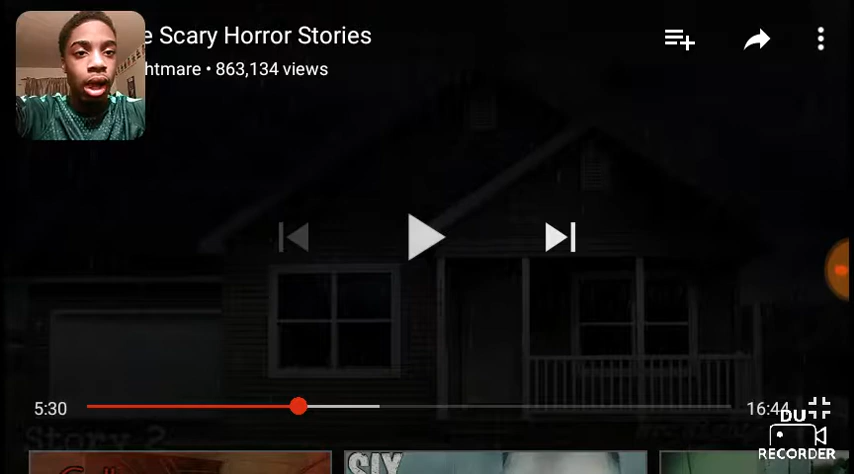 e Scary Horror Stories
htmare • 863,134 views
5:30
16:44
DU
RECORDER
Story 2
SIX